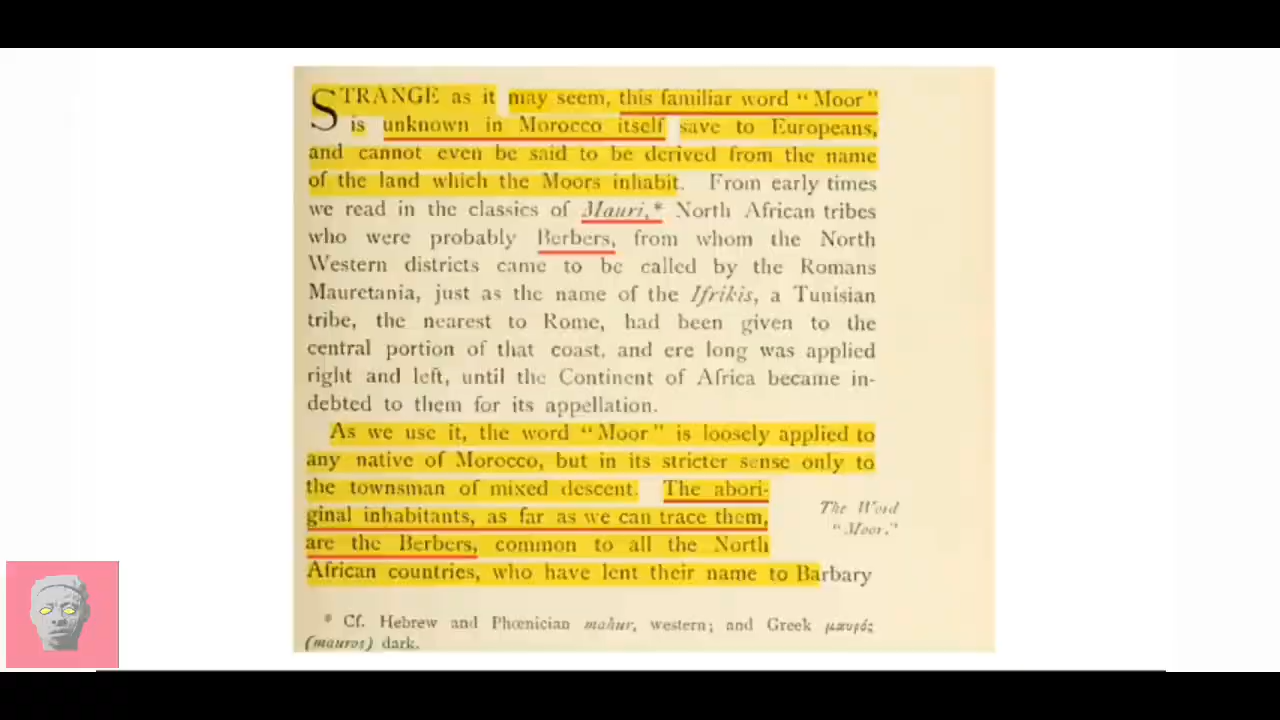 STRANGE as it may seem, this familiar word “Moor”
is unknown in Morocco itself save to Europeans,
and cannot even be said to be derived from the name
of the land which the Moors inhabit. From early times
we read in the classics of Mauri,* North African tribes
who were probably Berbers, from whom the North
Western districts came to be called by the Romans
Mauretania, just as the name of the Ifrikis, a Tunisian
tribe, the nearest to Rome, had been given to the
central portion of that coast, and ere long was applied
right and left, until the Continent of Africa became in-
debted to them for its appellation.
As we use it, the word “Moor” is loosely applied to
any native of Morocco, but in its stricter sense only to
the townsman of mixed descent. The abori-
ginal inhabitants, as far as we can trace them,
are the Berbers, common to all the North
African countries, who have lent their name to Barbary
The Word
“Moor.”
* Cf. Hebrew and Phœnician mahur, western; and Greek μαυρός
(mauros) dark.